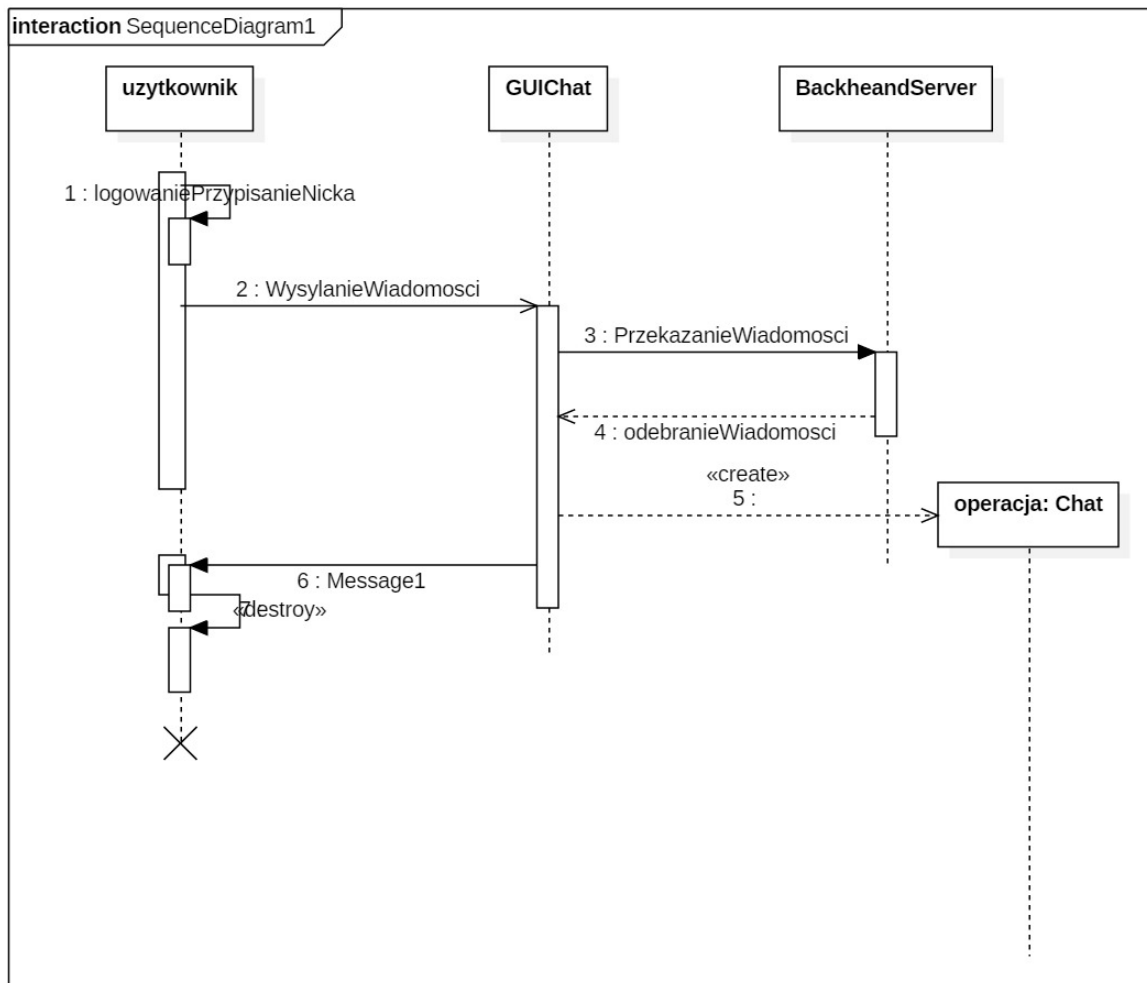 interaction SequenceDiagram1
uzytkownik
GUIChat
BackheandServer
1 : logowaniePrzypisanieNicka
2 : WysylanieWiadomosci
3 : PrzekazanieWiadomosci
4 : odebranieWiadomosci
«create»
5 :
operacja: Chat
6 : Message1
«destroy»
7